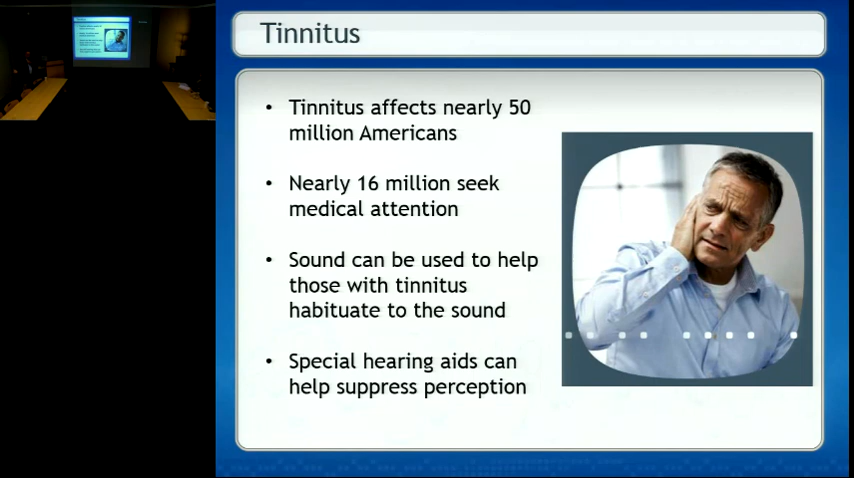 Tinnitus
• Tinnitus affects nearly 50
million Americans
• Nearly 16 million seek
medical attention
• Sound can be used to help
those with tinnitus
habituate to the sound
• Special hearing aids can
help suppress perception